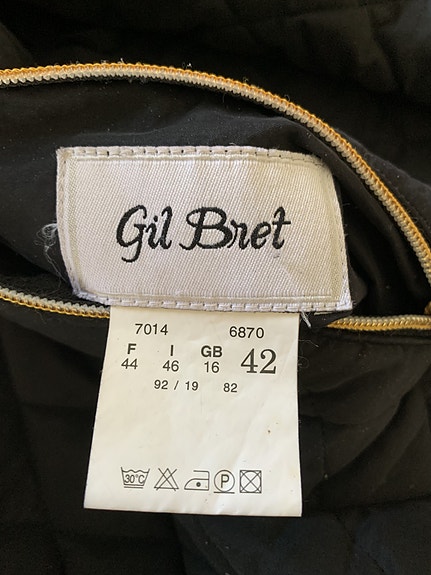 Gil Bret
7014 6870
F I GB 42
44 46 16
92 / 19 82
30°C P